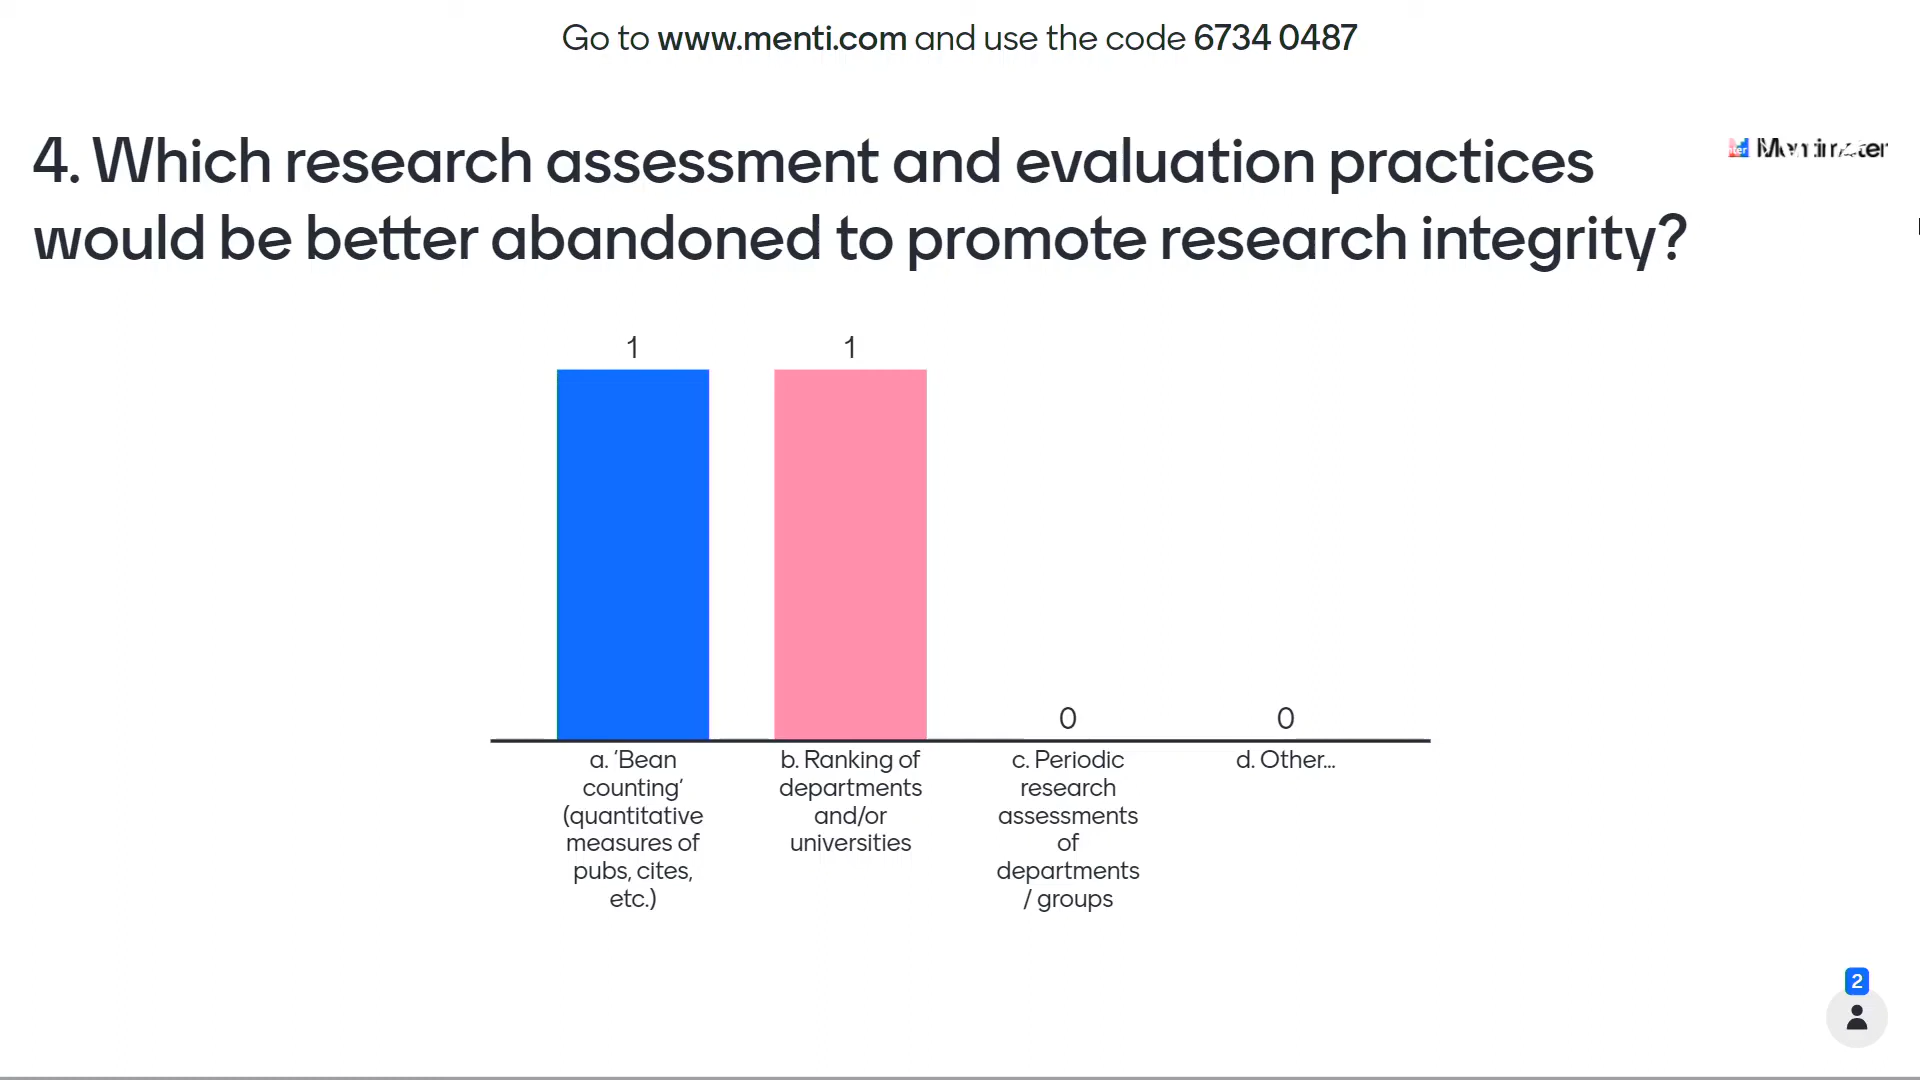 Go to www.menti.com and use the code 6734 0487
4. Which research assessment and evaluation practices
would be better abandoned to promote research integrity?
1
1
0
0
a. ‘Bean
counting’
(quantitative
measures of
pubs, cites,
etc.)
b. Ranking of
departments
and/or
universities
c. Periodic
research
assessments
of
departments
/ groups
d. Other...
2